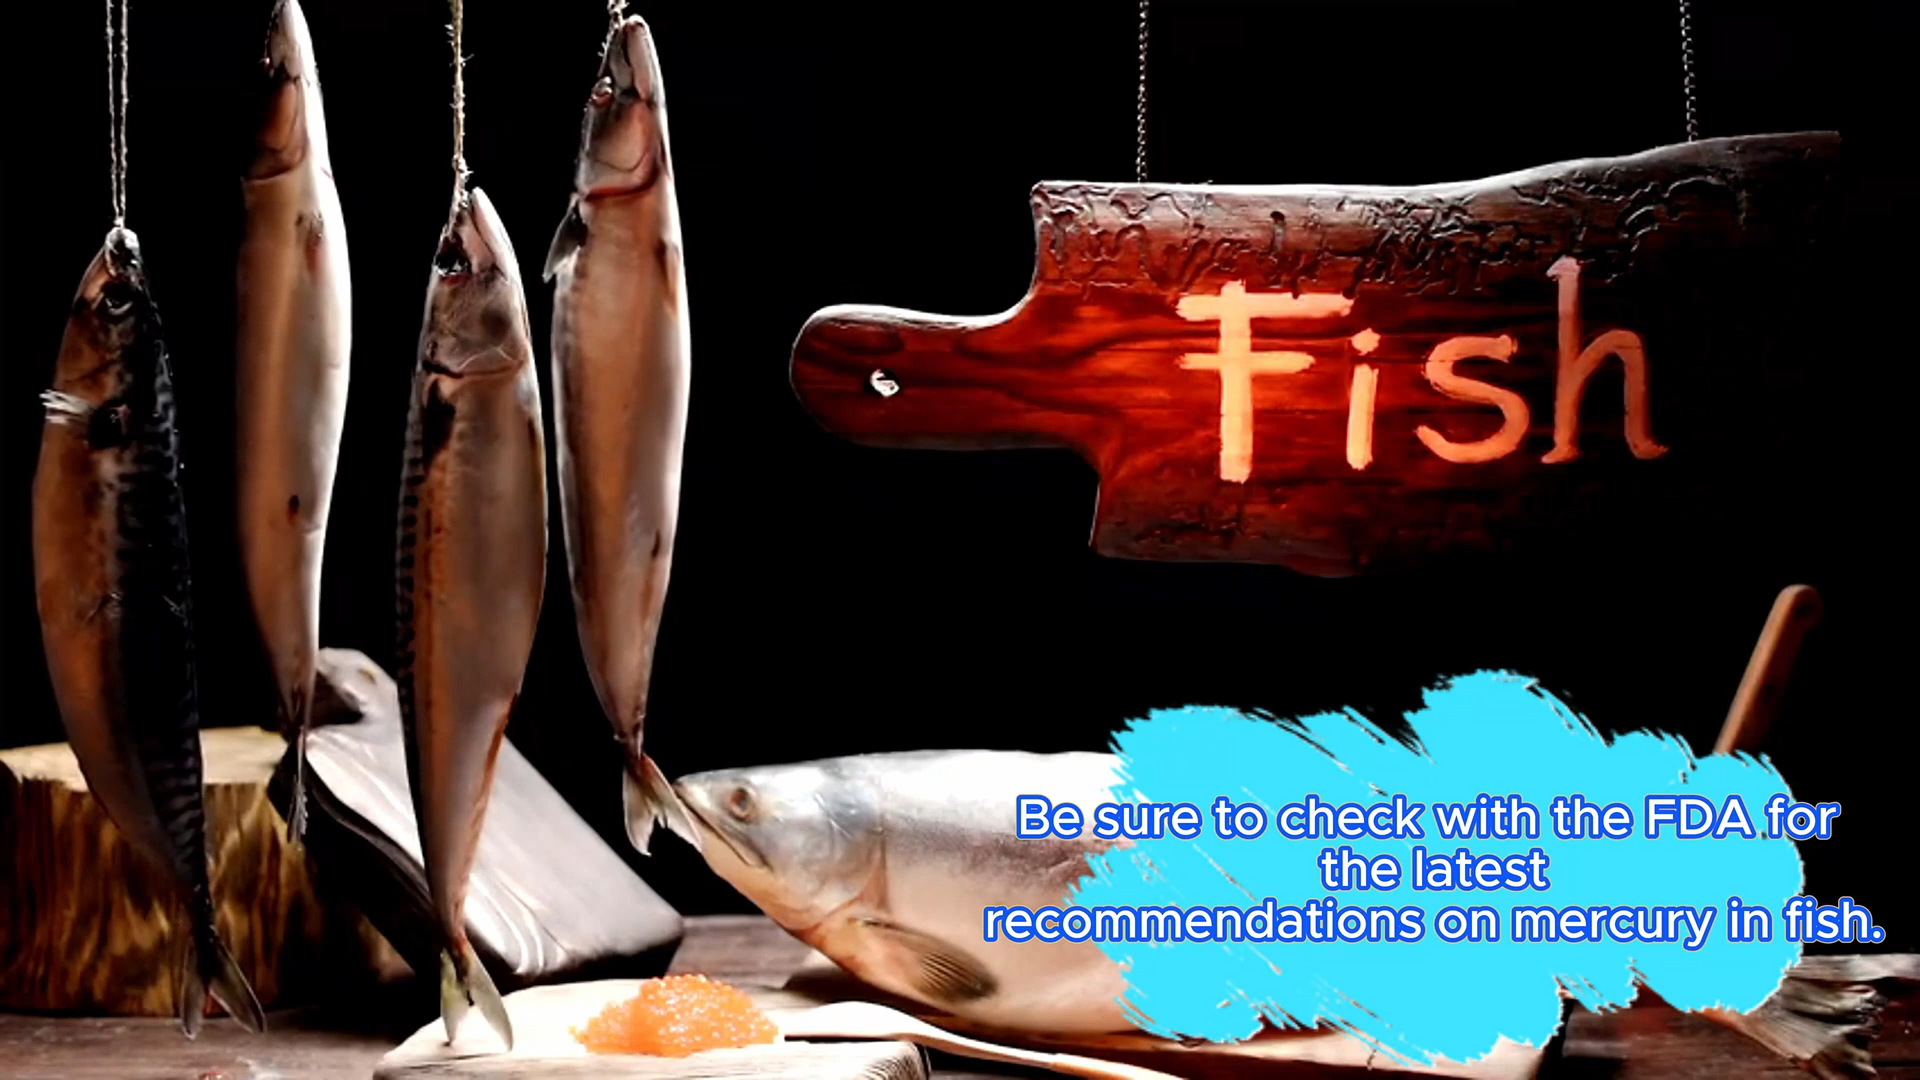 Fish
Be sure to check with the FDA for
the latest
recommendations on mercury in fish.